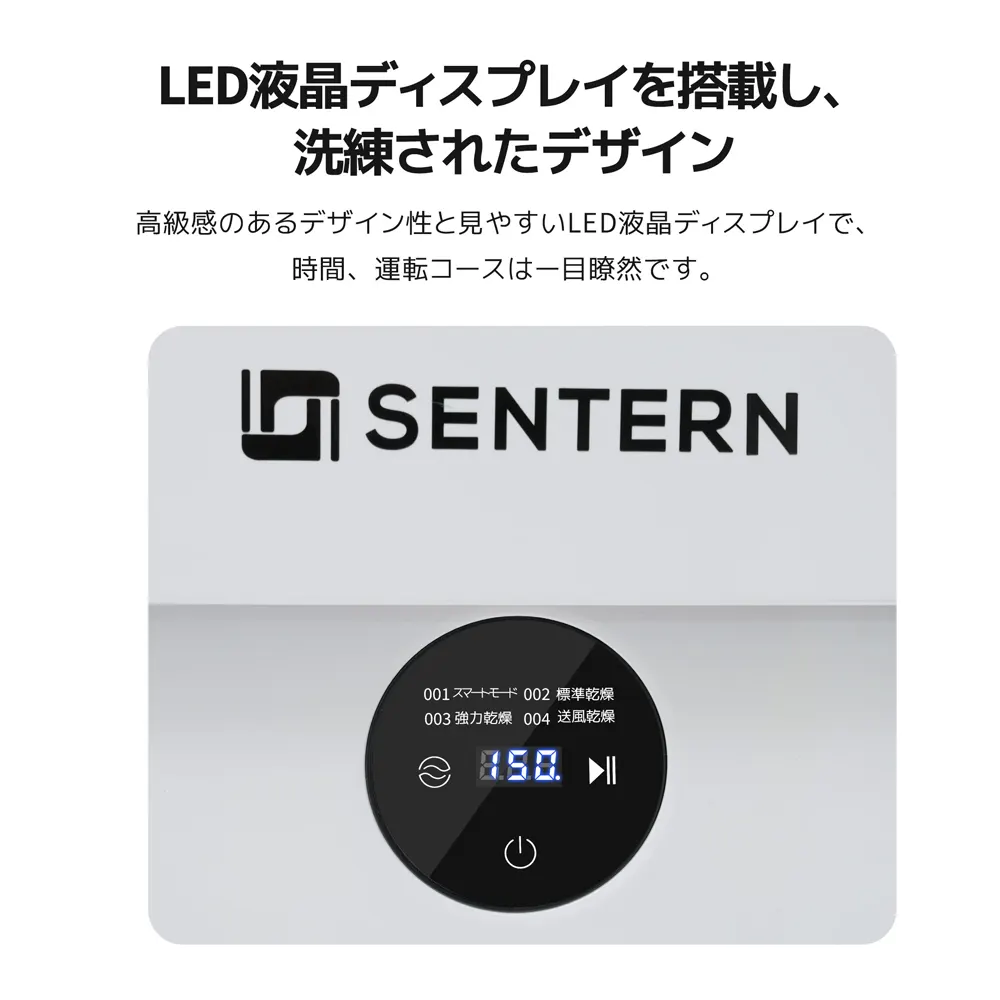 LED液晶ディスプレイを搭載し、
洗練されたデザイン
高級感のあるデザイン性と見やすいLED液晶ディスプレイで、
時間、運転コースは一目瞭然です。
SENTERN
001 スマートモード 002 標準乾燥
003 強力乾燥 004 送風乾燥
150.